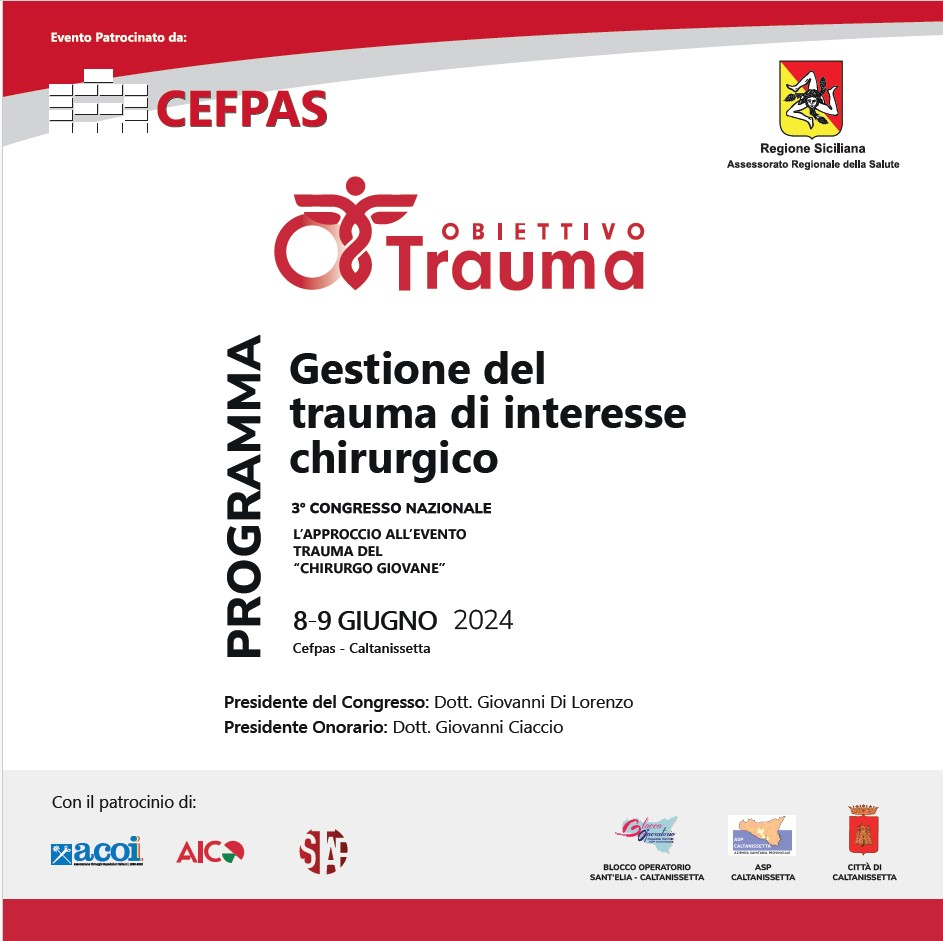 Evento Patrocinato da:
CEFPAS
Regione Siciliana
Assessorato Regionale della Salute
OBIETTIVO
Trauma
PROGRAMMA
Gestione del
trauma di interesse
chirurgico
3° CONGRESSO NAZIONALE
L'APPROCCIO ALL'EVENTO
TRAUMA DEL
"CHIRURGO GIOVANE"
8-9 GIUGNO 2024
Cefpas - Caltanissetta
Presidente del Congresso: Dott. Giovanni Di Lorenzo
Presidente Onorario: Dott. Giovanni Ciaccio
Con il patrocinio di:
acoi
AICO
Blocco
Operatorio
BLOCCO OPERATORIO
SANT'ELIA - CALTANISSETTA
ASP
CALTANISSETTA
AZIENDA SANITARIA PROVINCIALE
ASP
CALTANISSETTA
CITTÀ DI
CALTANISSETTA